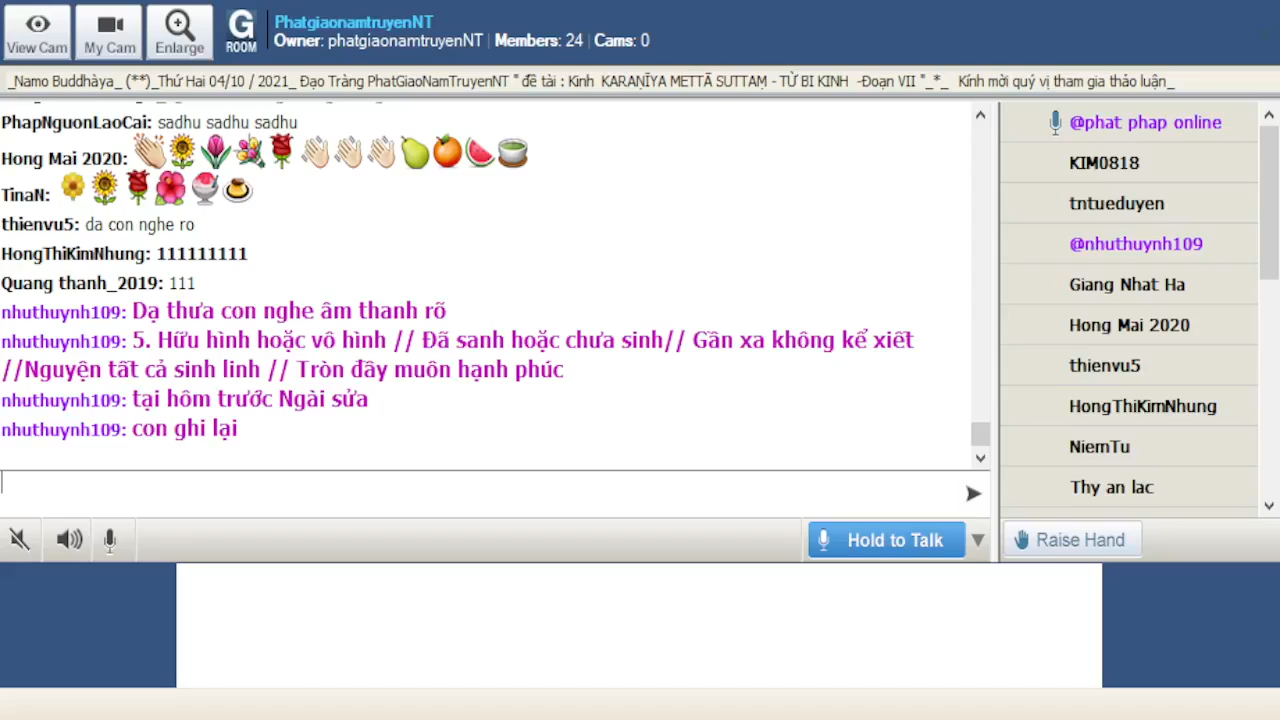 View Cam
My Cam
Enlarge
G
ROOM
PhatgiaonamtruyenNT
Owner: phatgiaonamtruyenNT | Members: 24 | Cams: 0
_Namo Buddhàya_ (**)_Thứ Hai 04/10 / 2021_ Đạo Tràng PhatGiaoNamTruyenNT " đề tài : Kinh KARAṆĪYA METTĀ SUTTAṂ - TỪ BI KINH -Đoạn VII "_*_ Kính mời quý vị tham gia thảo luận_
PhapNguonLaoCai: sadhu sadhu sadhu
Hong Mai 2020:
TinaN:
thienvu5: da con nghe ro
HongThiKimNhung: 111111111
Quang thanh_2019: 111
nhuthuynh109: Dạ thưa con nghe âm thanh rõ
nhuthuynh109: 5. Hữu hình hoặc vô hình // Đã sanh hoặc chưa sinh// Gần xa không kể xiết
//Nguyện tất cả sinh linh // Tròn đầy muôn hạnh phúc
nhuthuynh109: tại hôm trước Ngài sửa
nhuthuynh109: con ghi lại
Hold to Talk
@phat phap online
KIM0818
tntueduyen
@nhuthuynh109
Giang Nhat Ha
Hong Mai 2020
thienvu5
HongThiKimNhung
NiemTu
Thy an lac
Raise Hand